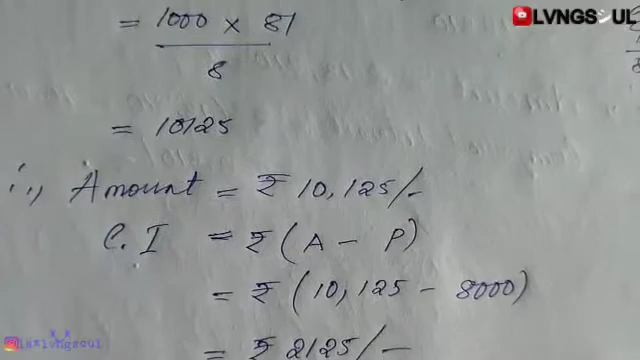 LVNGSOUL
= 1000 × 81
8
= 10125
∴, Amount = ₹ 10,125/-
C.I = ₹ (A - P)
= ₹ (10,125 - 8000)
= ₹ 2125/-